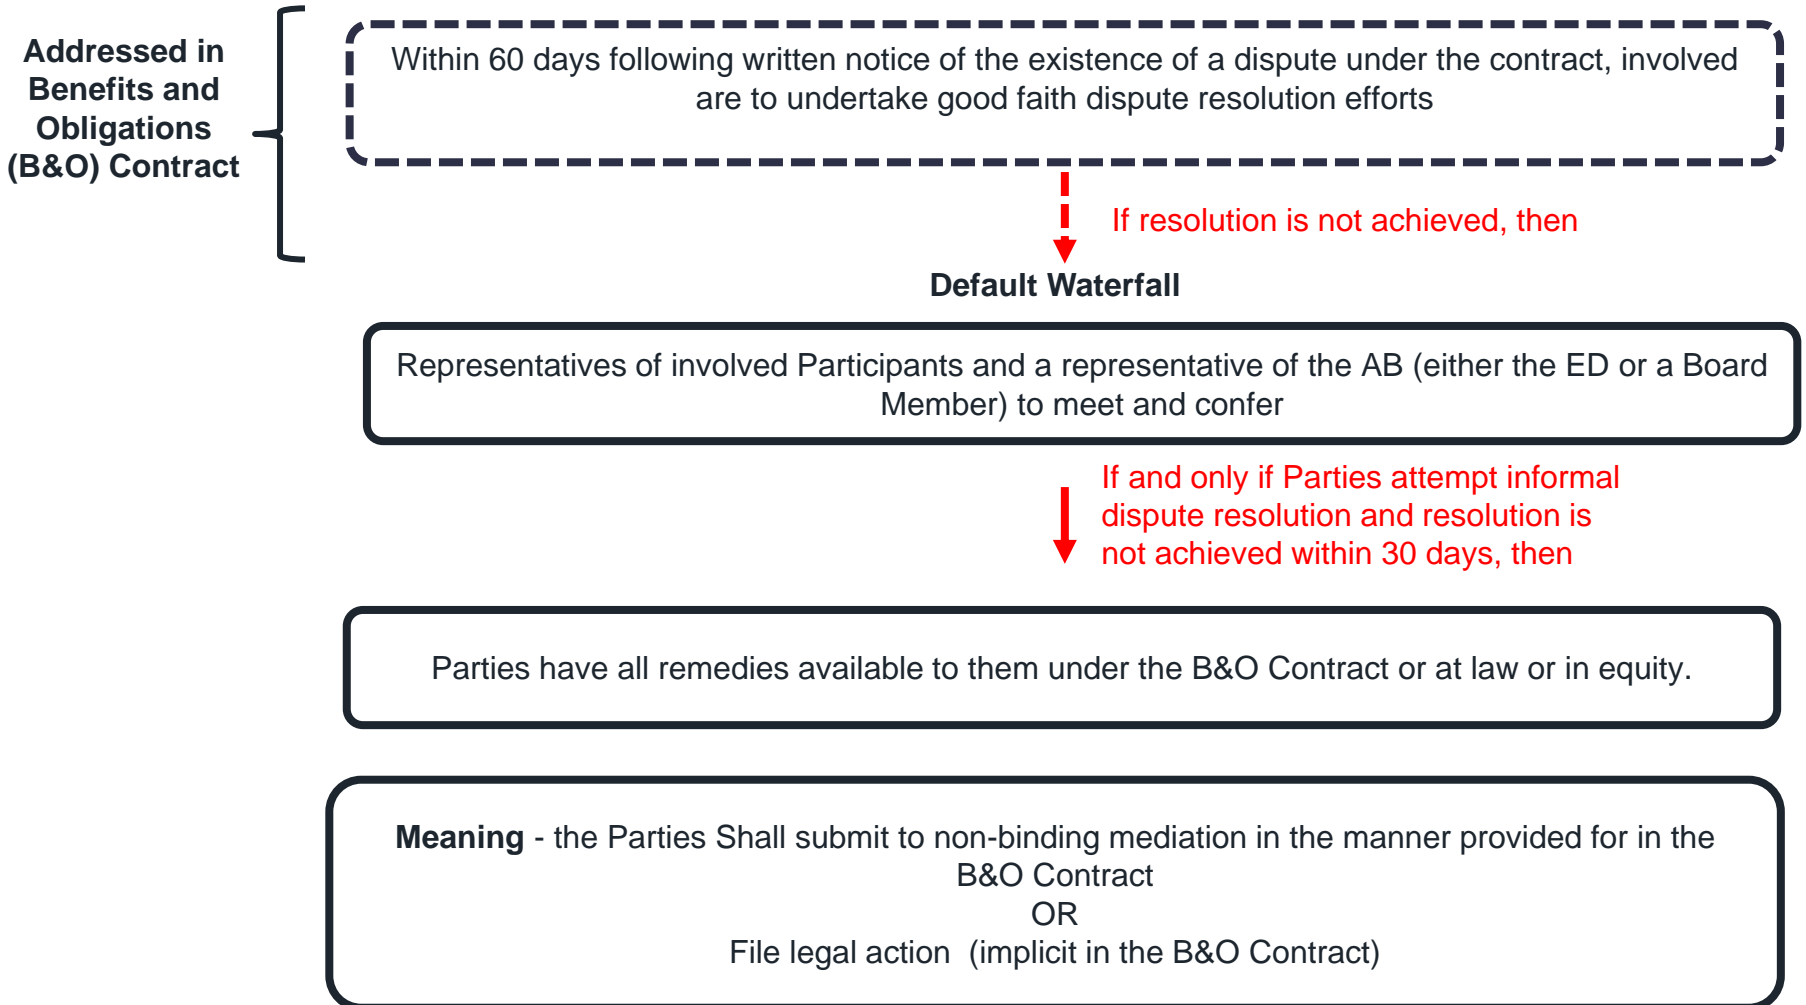 Addressed in
Benefits and
Obligations
(B&O) Contract
Within 60 days following written notice of the existence of a dispute under the contract, involved
are to undertake good faith dispute resolution efforts
If resolution is not achieved, then
Default Waterfall
Representatives of involved Participants and a representative of the AB (either the ED or a Board
Member) to meet and confer
If and only if Parties attempt informal
dispute resolution and resolution is
not achieved within 30 days, then
Parties have all remedies available to them under the B&O Contract or at law or in equity.
Meaning - the Parties Shall submit to non-binding mediation in the manner provided for in the
B&O Contract
OR
File legal action (implicit in the B&O Contract)